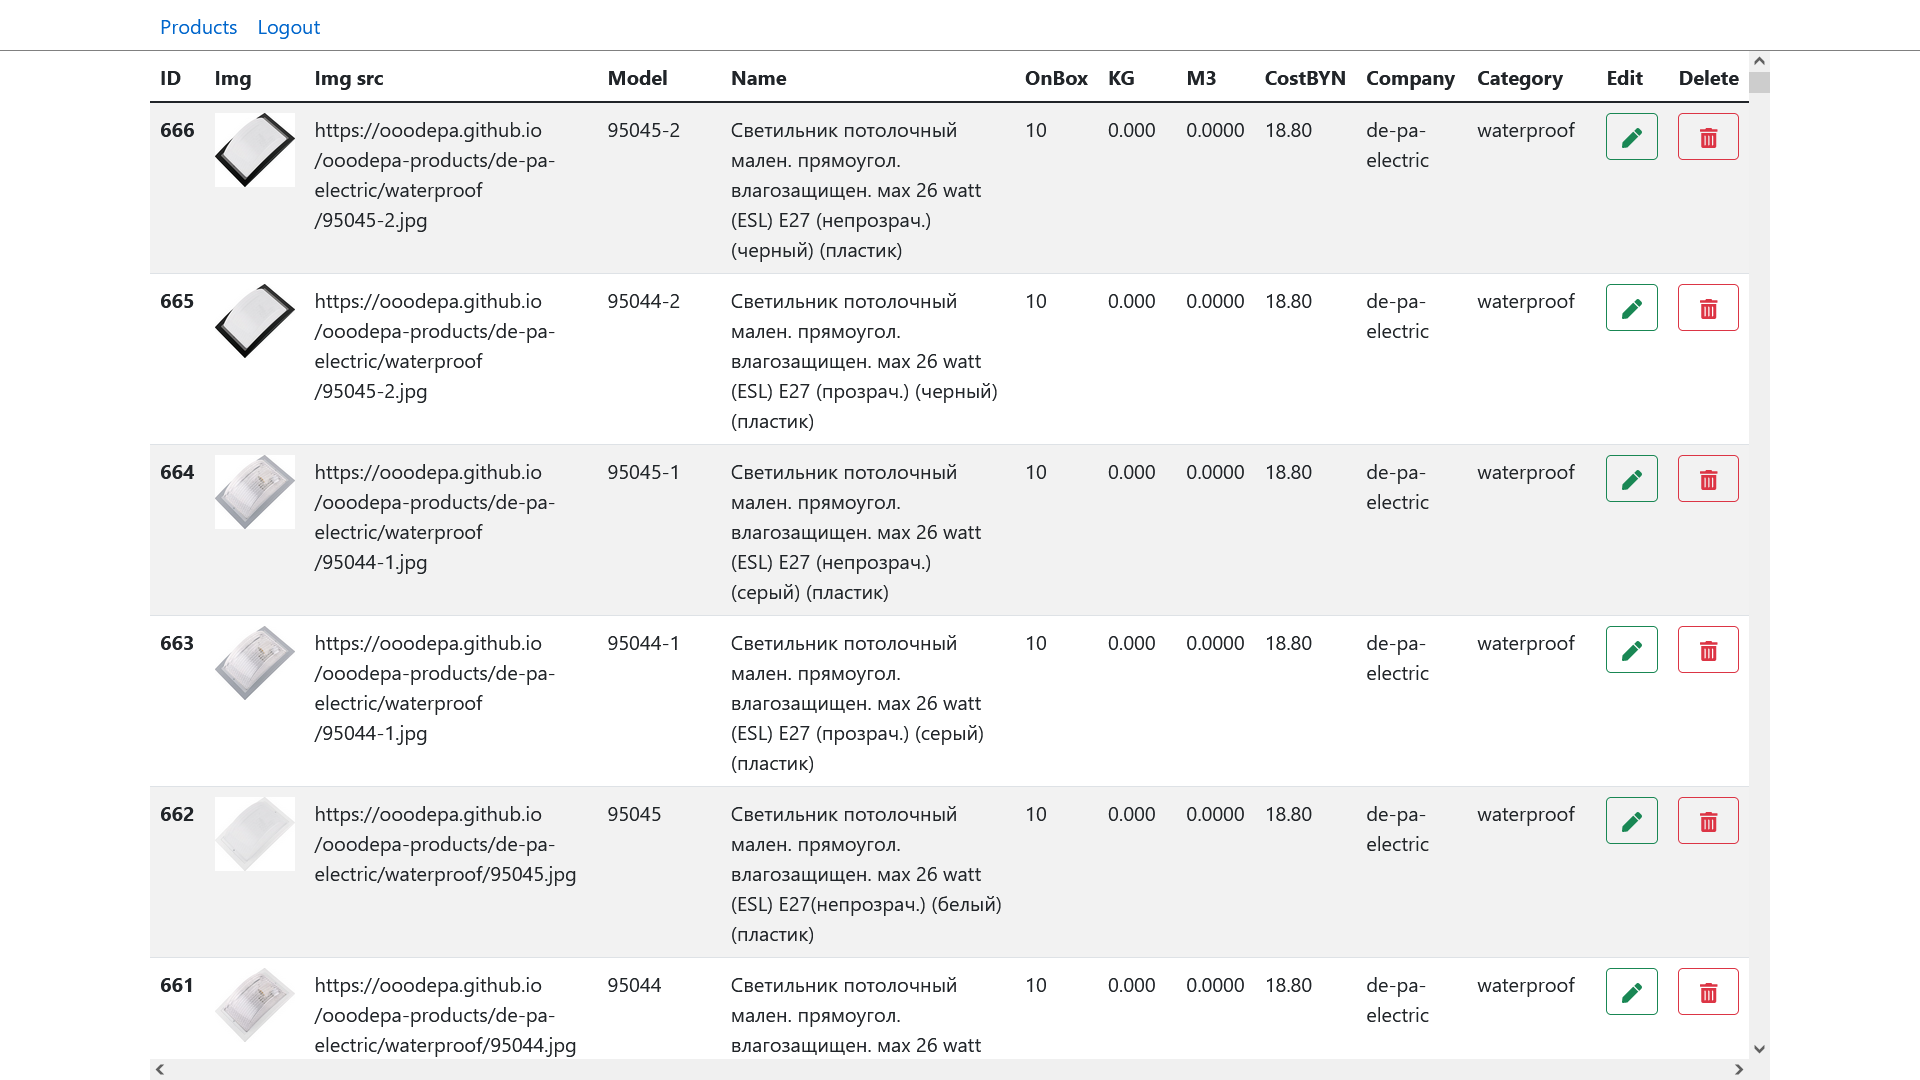 Products Logout
ID Img Img src Model Name OnBox KG M3 CostBYN Company Category Edit Delete
666 https://ooodepa.github.io 95045-2 Светильник потолочный 10 0.000 0.0000 18.80 de-pa- waterproof
/ooodepa-products/de-pa- мален. прямоугол. electric
electric/waterproof влагозащищен. мах 26 watt
/95045-2.jpg (ESL) E27 (непрозрач.)
(черный) (пластик)
665 https://ooodepa.github.io 95044-2 Светильник потолочный 10 0.000 0.0000 18.80 de-pa- waterproof
/ooodepa-products/de-pa- мален. прямоугол. electric
electric/waterproof влагозащищен. мах 26 watt
/95045-2.jpg (ESL) E27 (прозрач.) (черный)
(пластик)
664 https://ooodepa.github.io 95045-1 Светильник потолочный 10 0.000 0.0000 18.80 de-pa- waterproof
/ooodepa-products/de-pa- мален. прямоугол. electric
electric/waterproof влагозащищен. мах 26 watt
/95044-1.jpg (ESL) E27 (непрозрач.)
(серый) (пластик)
663 https://ooodepa.github.io 95044-1 Светильник потолочный 10 0.000 0.0000 18.80 de-pa- waterproof
/ooodepa-products/de-pa- мален. прямоугол. electric
electric/waterproof влагозащищен. мах 26 watt
/95044-1.jpg (ESL) E27 (прозрач.) (серый)
(пластик)
662 https://ooodepa.github.io 95045 Светильник потолочный 10 0.000 0.0000 18.80 de-pa- waterproof
/ooodepa-products/de-pa- мален. прямоугол. electric
electric/waterproof/95045.jpg влагозащищен. мах 26 watt
(ESL) E27(непрозрач.) (белый)
(пластик)
661 https://ooodepa.github.io 95044 Светильник потолочный 10 0.000 0.0000 18.80 de-pa- waterproof
/ooodepa-products/de-pa- мален. прямоугол. electric
electric/waterproof/95044.jpg влагозащищен. мах 26 watt